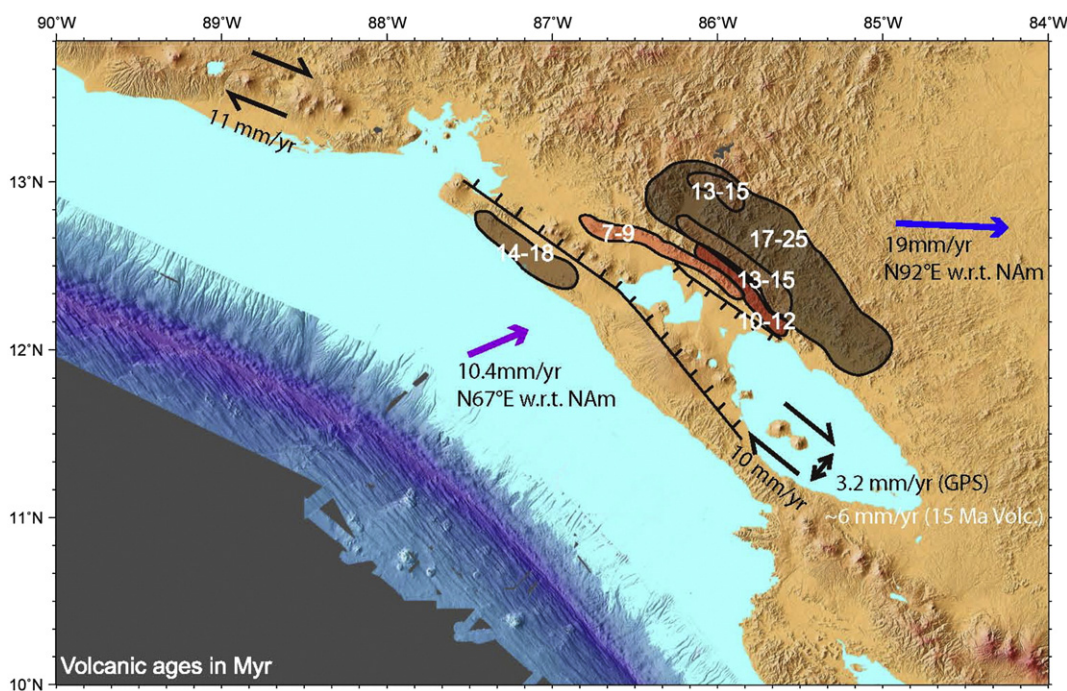 90˚W 89˚W 88˚W 87˚W 86˚W 85˚W 84˚W
11 mm/yr
13˚N
13-15
7-9
17-25
14-18
19mm/yr
N92°E w.r.t. NAm
13-15
10-12
12˚N
10.4mm/yr
N67°E w.r.t. NAm
10 mm/yr
3.2 mm/yr (GPS)
~6 mm/yr (15 Ma Volc.)
11˚N
Volcanic ages in Myr
10˚N